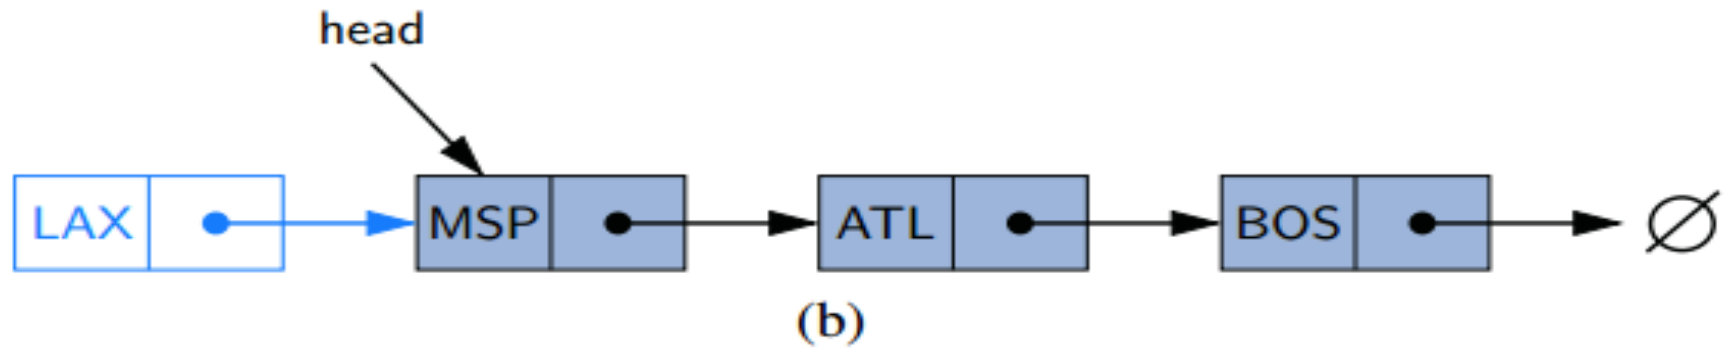 head
LAX MSP ATL BOS ∅
(b)